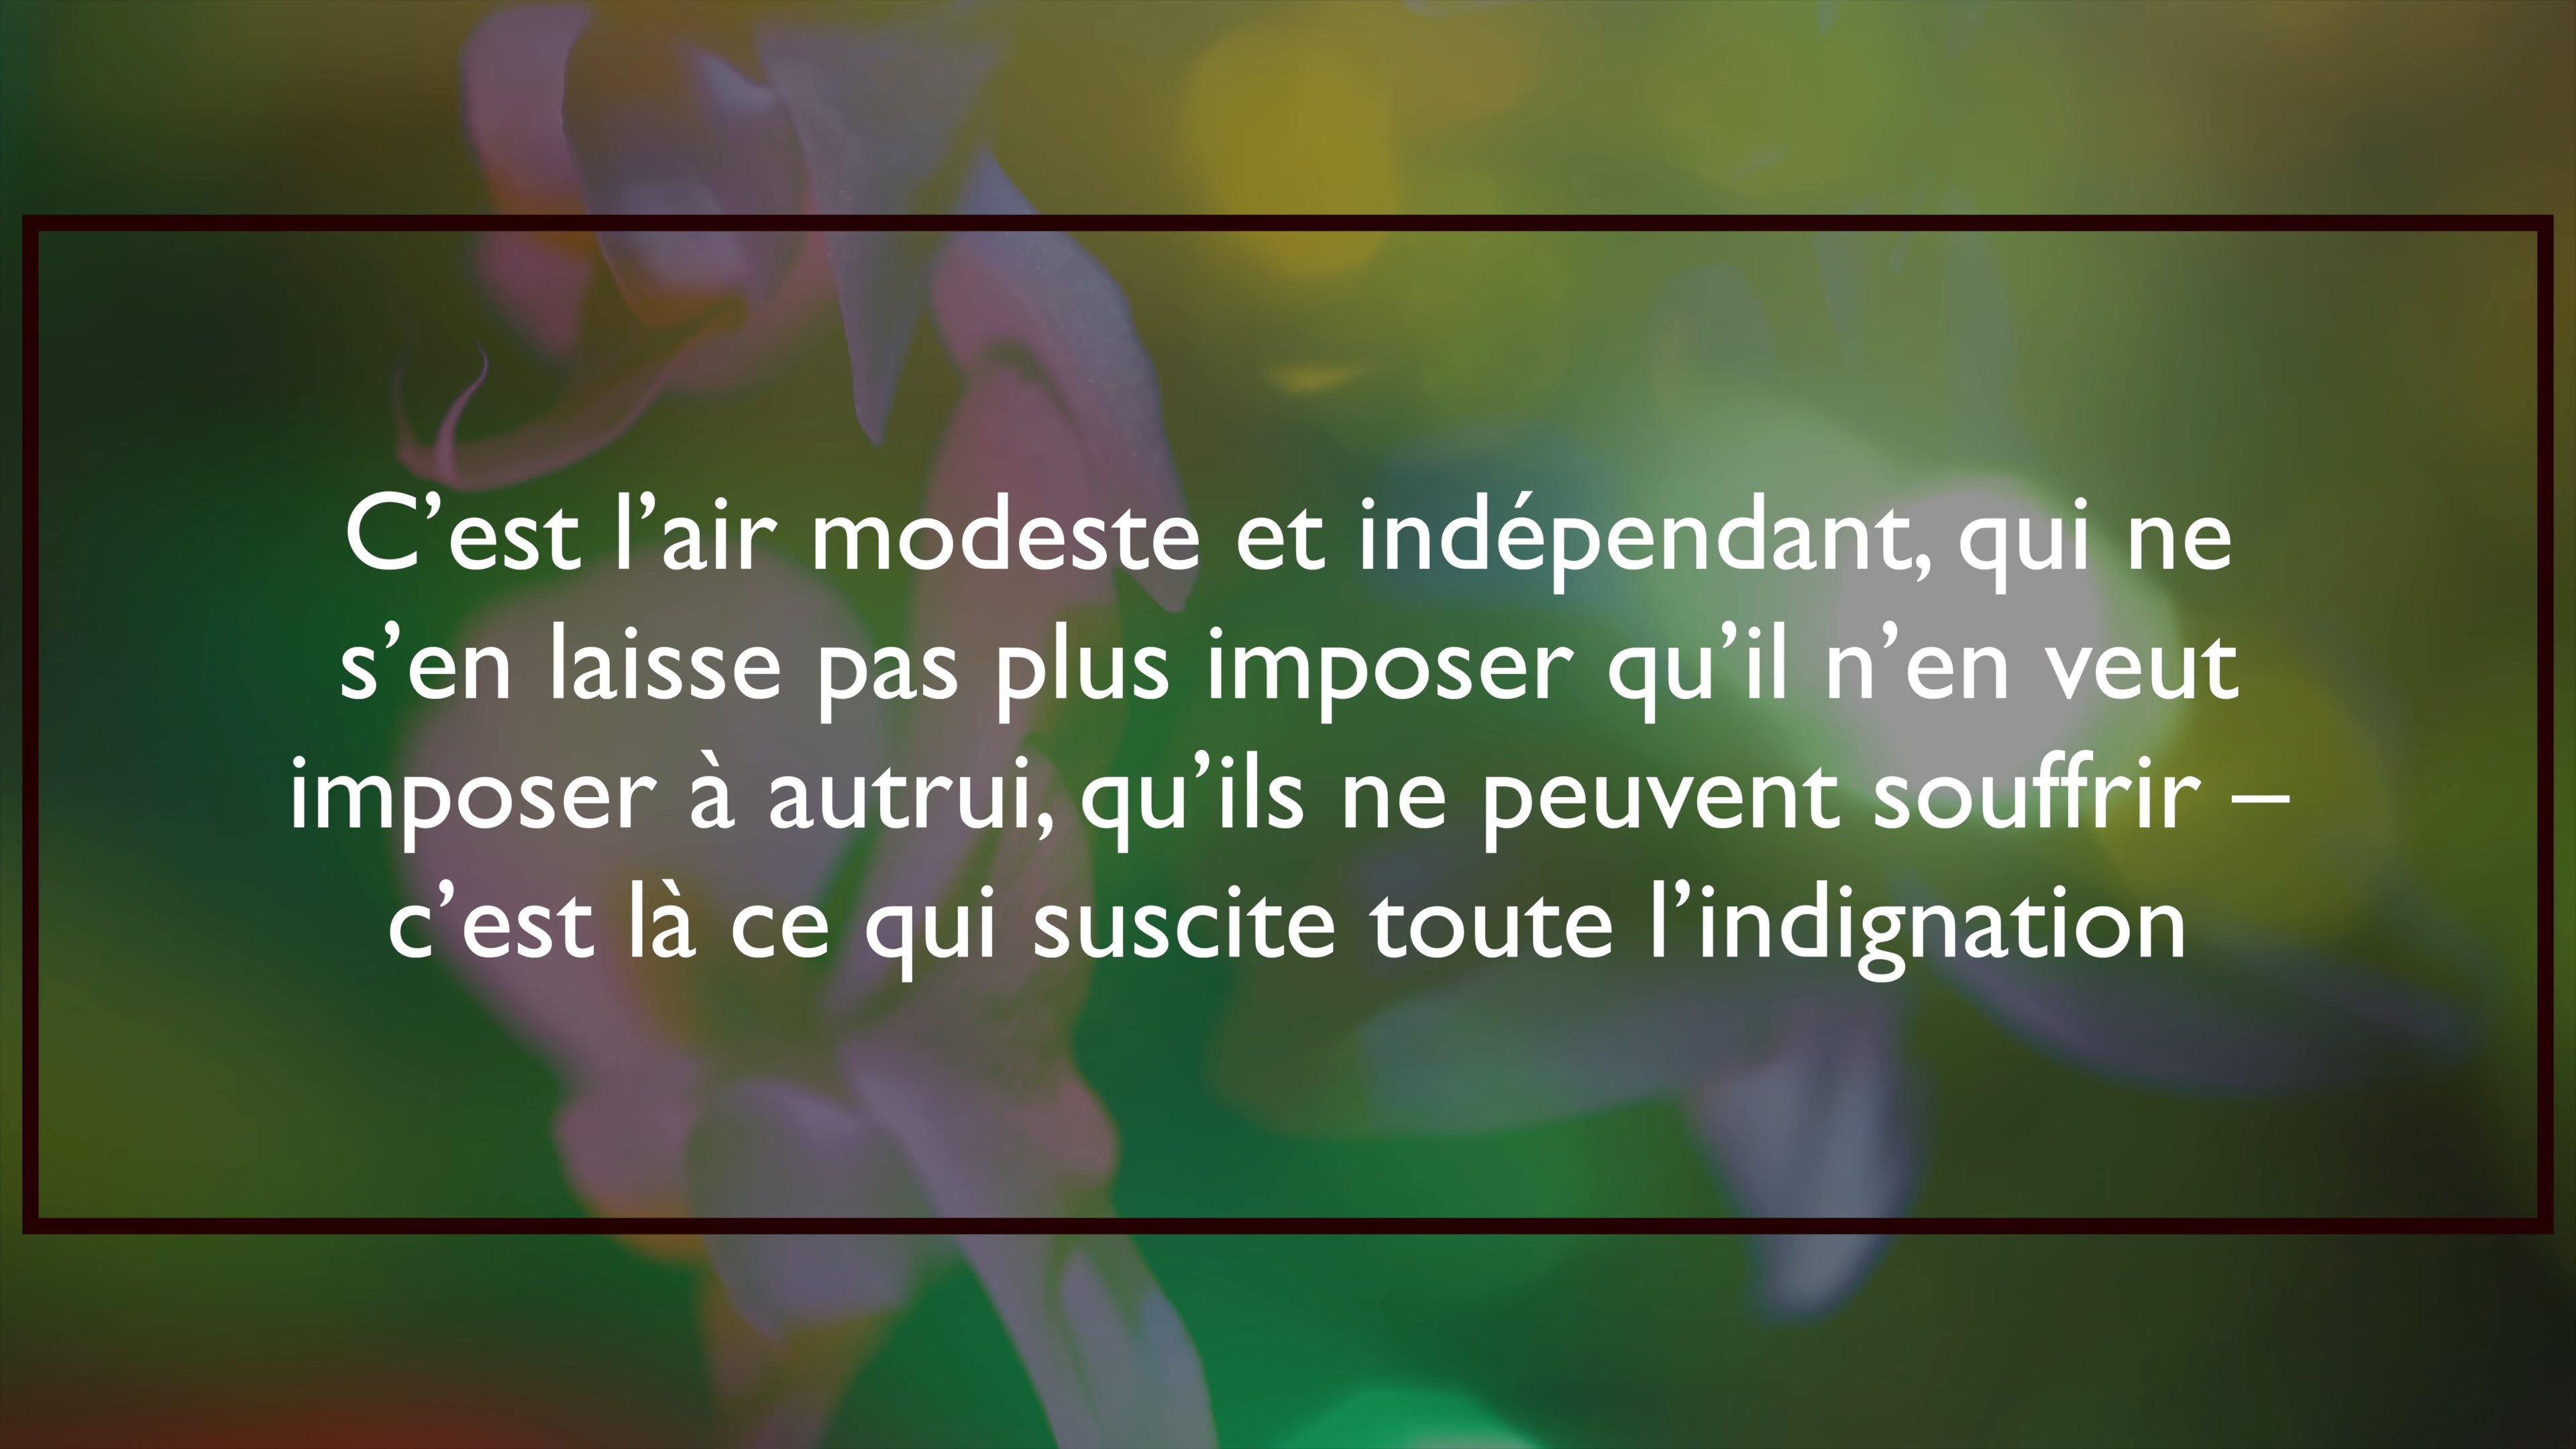 C’est l’air modeste et indépendant, qui ne
s’en laisse pas plus imposer qu’il n’en veut
imposer à autrui, qu’ils ne peuvent souffrir –
c’est là ce qui suscite toute l’indignation